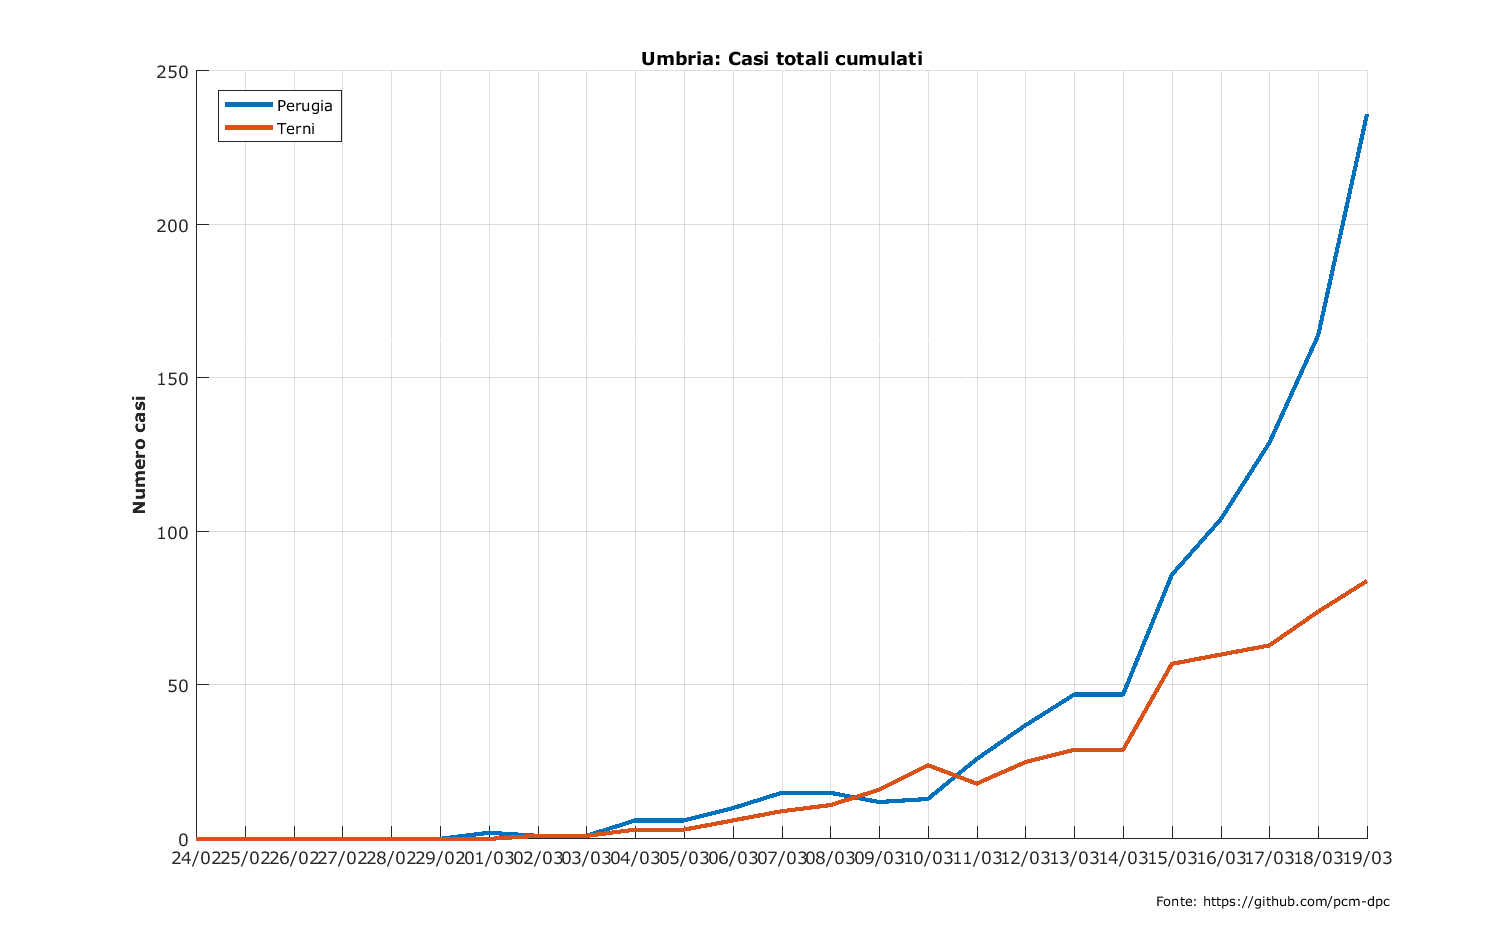 Umbria: Casi totali cumulati
250
200
150
100
50
0
Numero casi
Perugia
Terni
24/02 25/02 26/02 27/02 28/02 29/02 01/03 02/03 03/03 04/03 05/03 06/03 07/03 08/03 09/03 10/03 11/03 12/03 13/03 14/03 15/03 16/03 17/03 18/03 19/03
Fonte: https://github.com/pcm-dpc